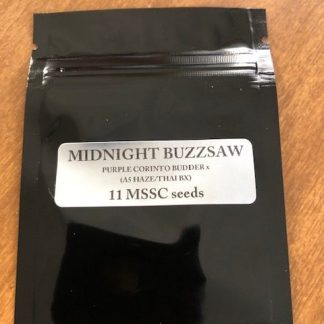 MIDNIGHT BUZZSAW
PURPLE CORINTO BUDDER x
(A5 HAZE/THAI BX)
11 MSSC seeds